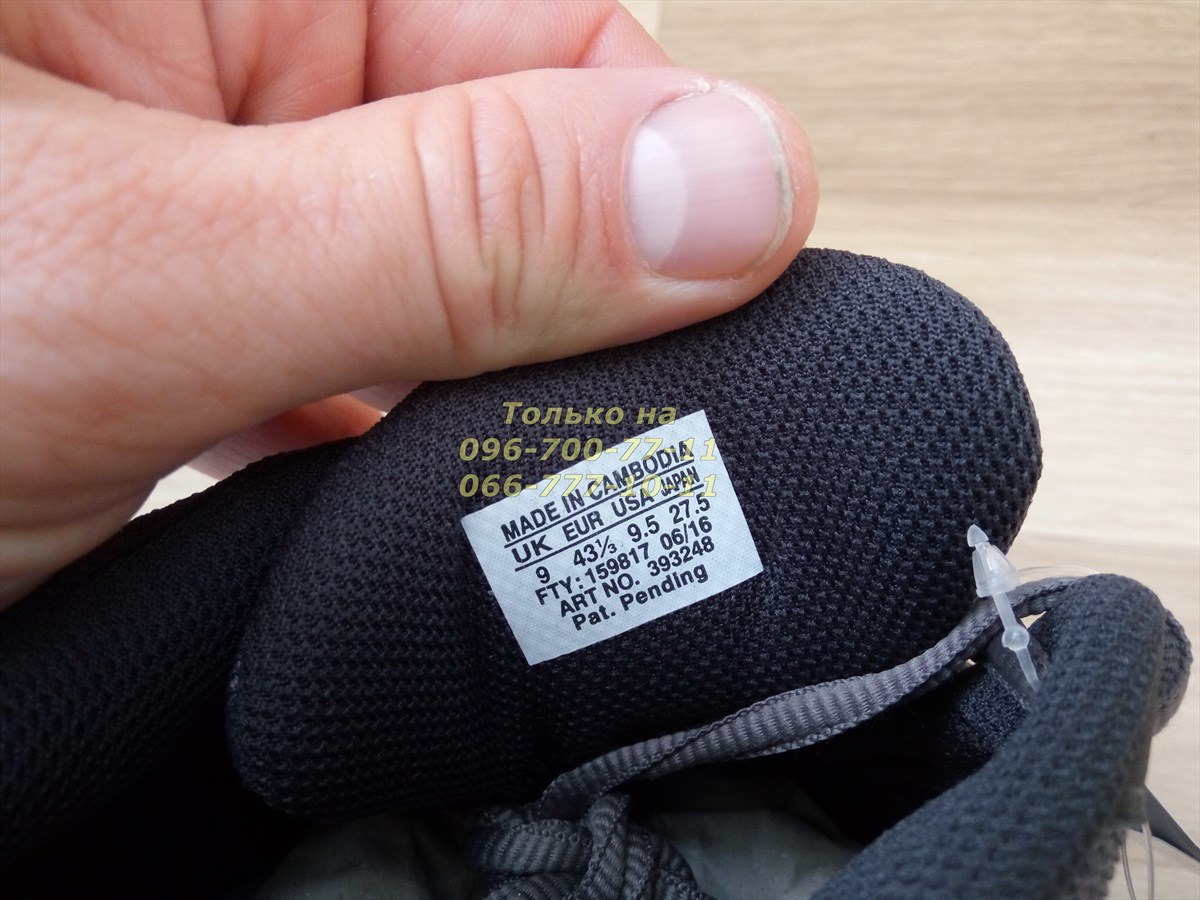 Только на
096-700-77-11
066-777-10-11
MADE IN CAMBODIA
UK EUR USA JAPAN
9 43⅓ 9.5 27.5
FTY: 159817 06/16
ART NO. 393248
Pat. Pending